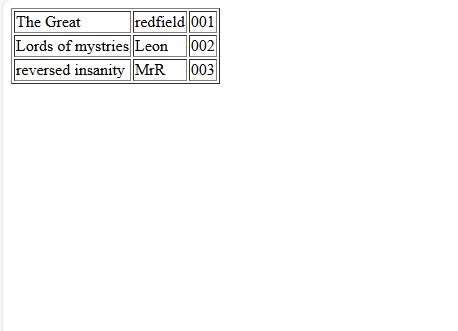 The Great redfield 001
Lords of mystries Leon 002
reversed insanity MrR 003